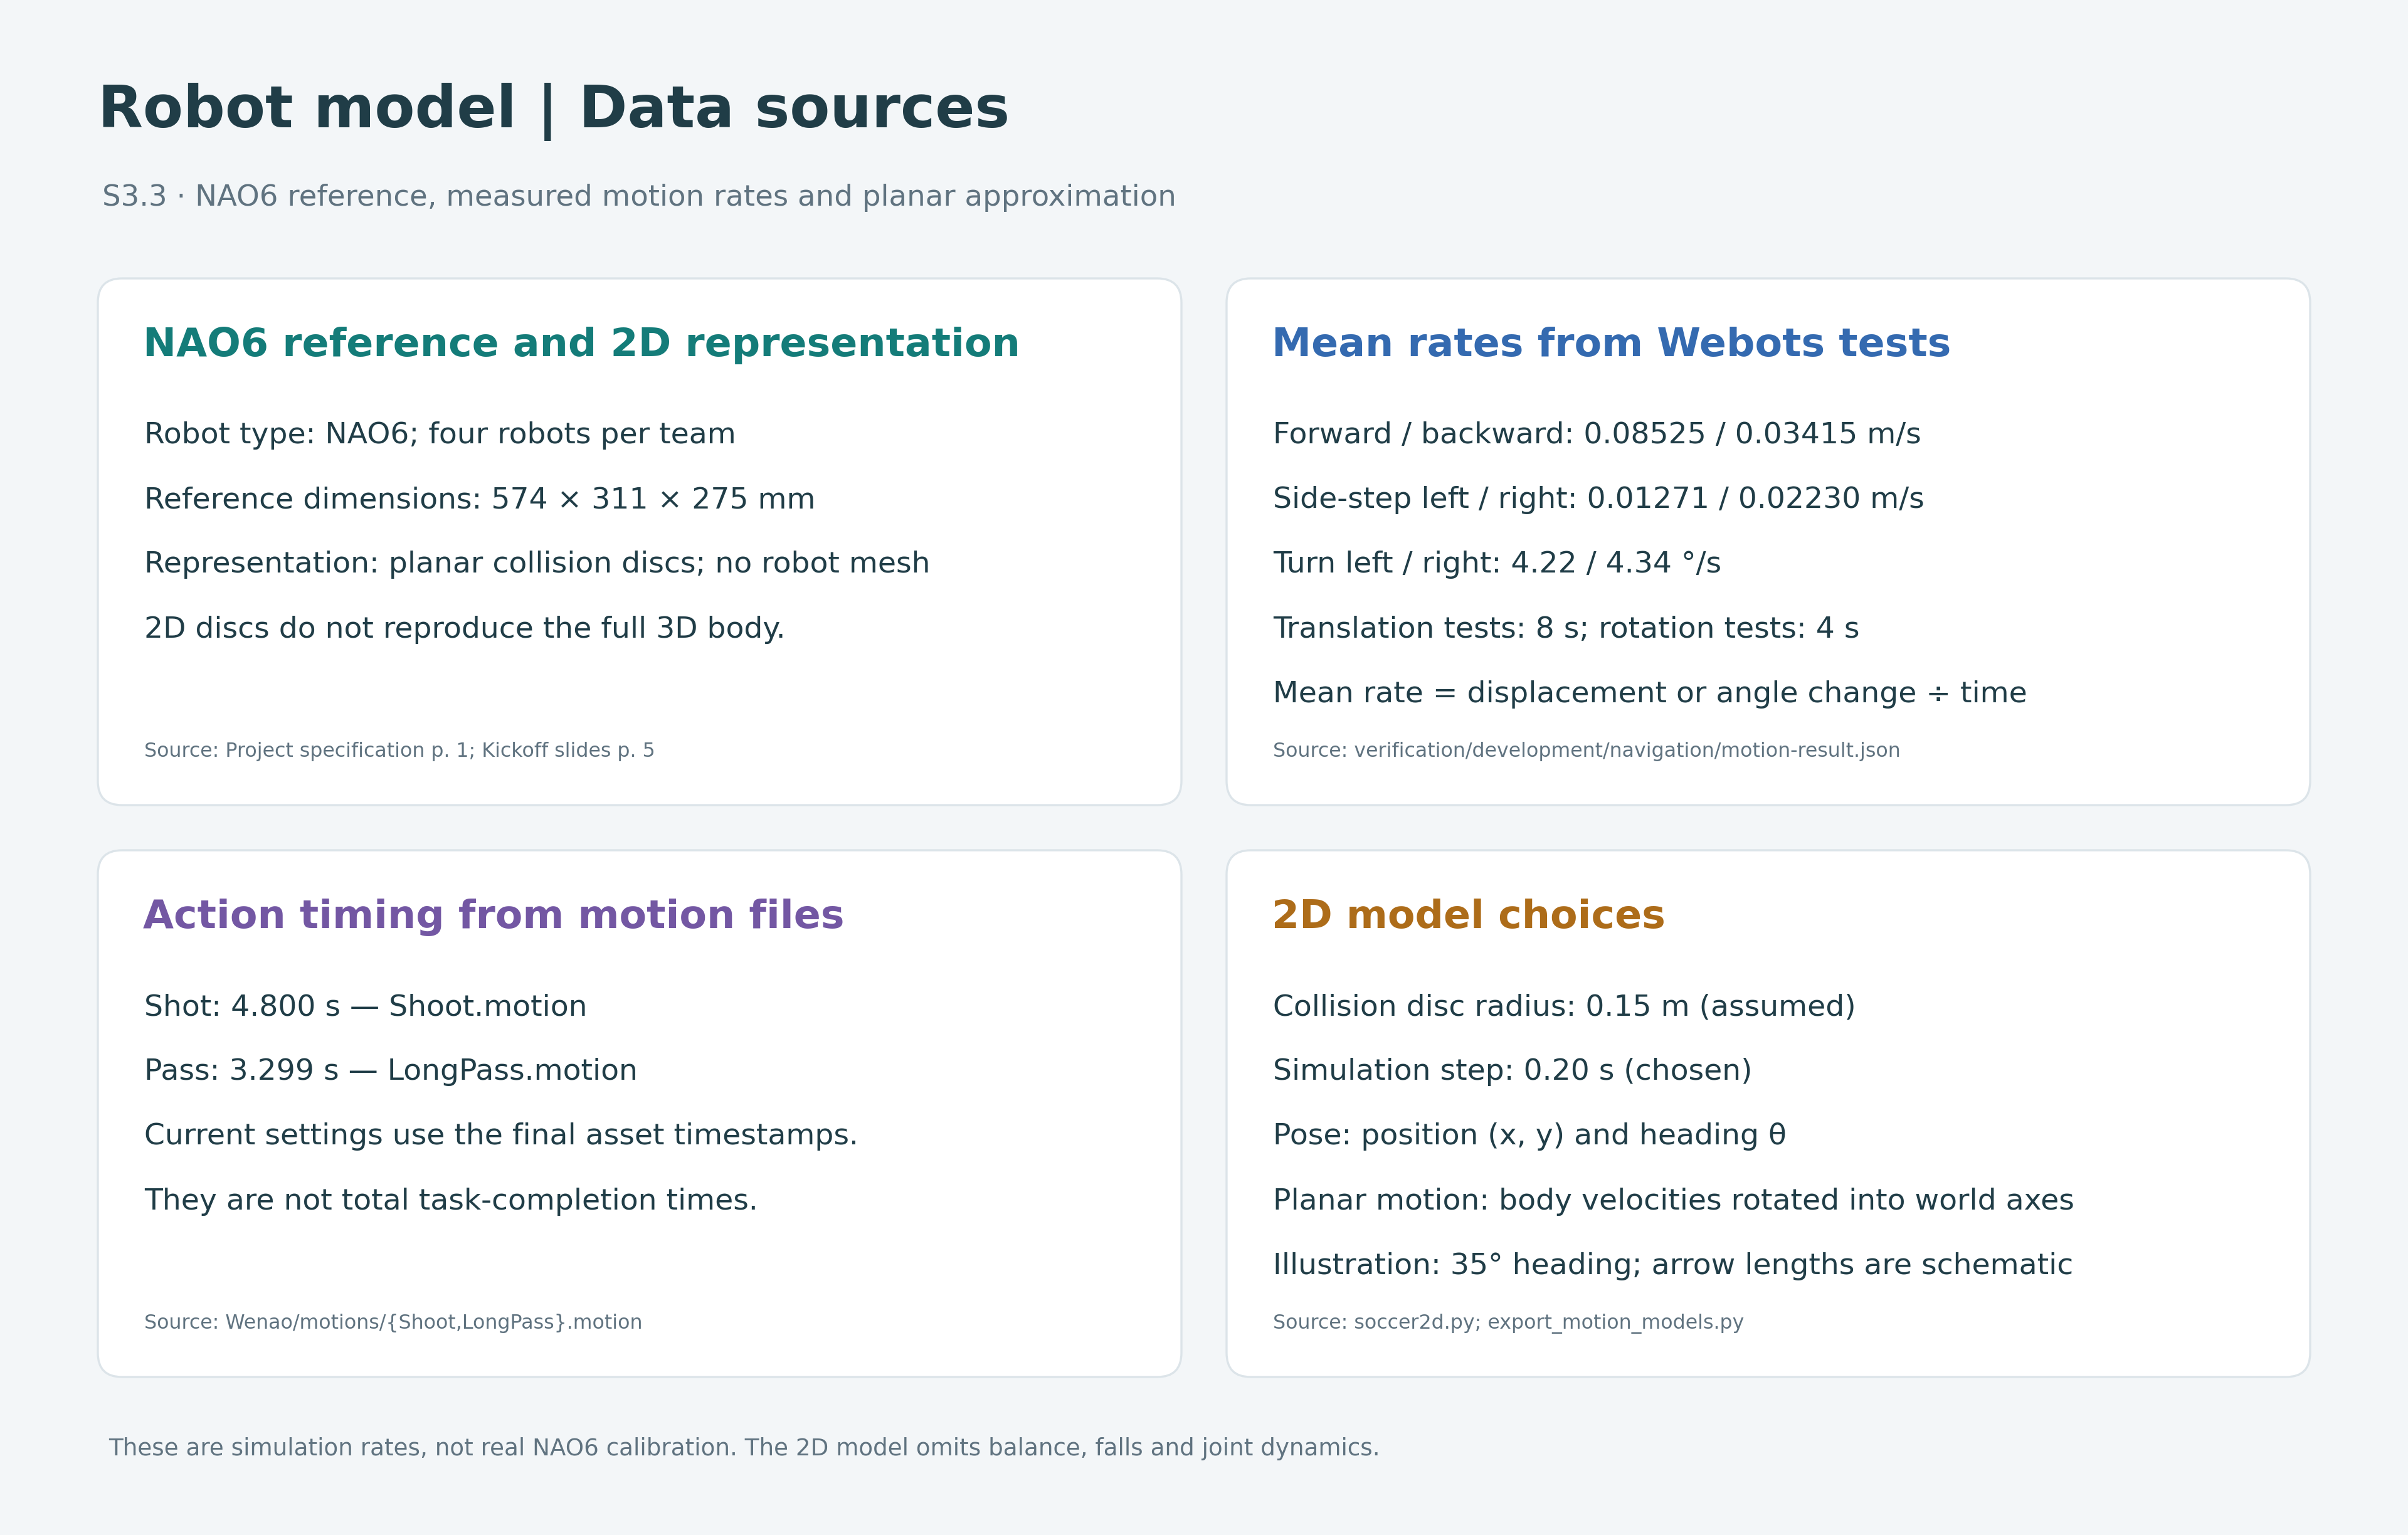 Robot model | Data sources
S3.3 · NAO6 reference, measured motion rates and planar approximation
NAO6 reference and 2D representation
Robot type: NAO6; four robots per team
Reference dimensions: 574 × 311 × 275 mm
Representation: planar collision discs; no robot mesh
2D discs do not reproduce the full 3D body.
Source: Project specification p. 1; Kickoff slides p. 5
Mean rates from Webots tests
Forward / backward: 0.08525 / 0.03415 m/s
Side-step left / right: 0.01271 / 0.02230 m/s
Turn left / right: 4.22 / 4.34 °/s
Translation tests: 8 s; rotation tests: 4 s
Mean rate = displacement or angle change ÷ time
Source: verification/development/navigation/motion-result.json
Action timing from motion files
Shot: 4.800 s — Shoot.motion
Pass: 3.299 s — LongPass.motion
Current settings use the final asset timestamps.
They are not total task-completion times.
Source: Wenao/motions/{Shoot,LongPass}.motion
2D model choices
Collision disc radius: 0.15 m (assumed)
Simulation step: 0.20 s (chosen)
Pose: position (x, y) and heading θ
Planar motion: body velocities rotated into world axes
Illustration: 35° heading; arrow lengths are schematic
Source: soccer2d.py; export_motion_models.py
These are simulation rates, not real NAO6 calibration. The 2D model omits balance, falls and joint dynamics.